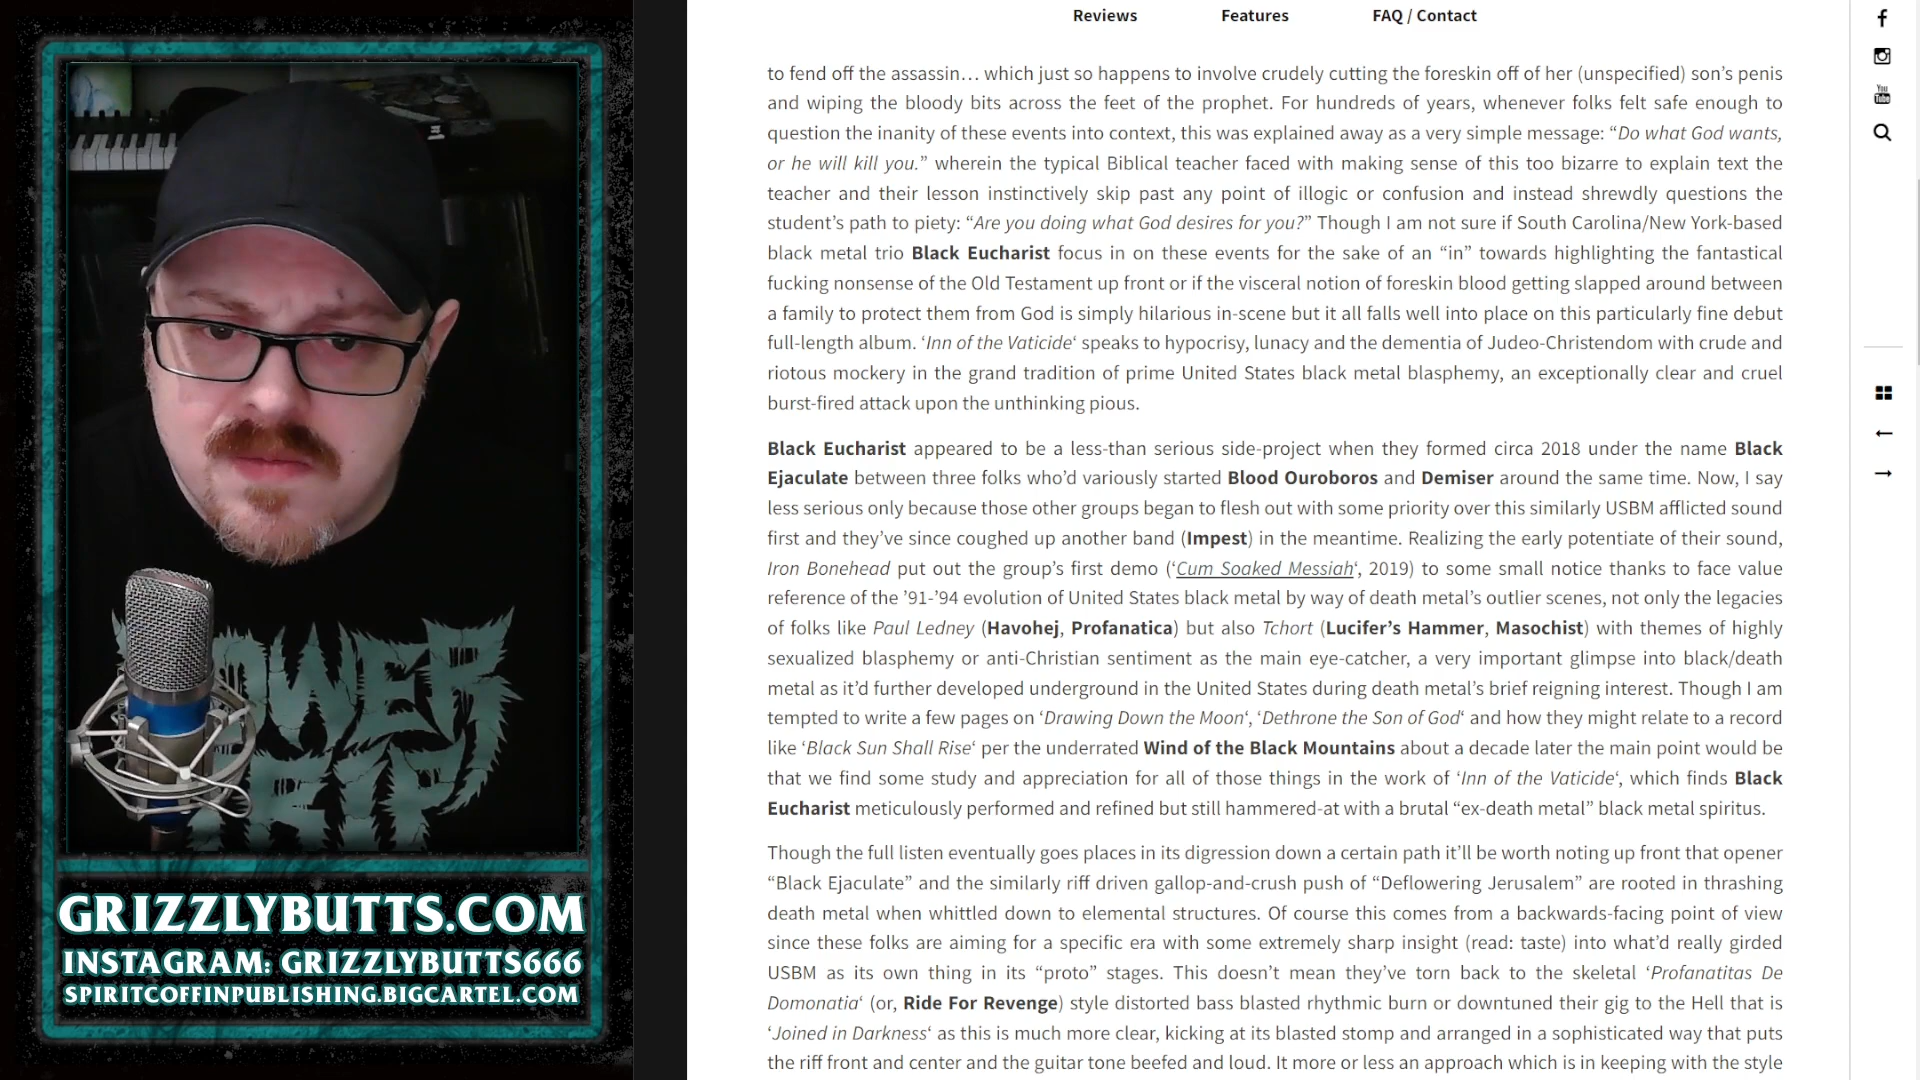 Reviews
Features
FAQ / Contact
to fend off the assassin… which just so happens to involve crudely cutting the foreskin off of her (unspecified) son’s penis
and wiping the bloody bits across the feet of the prophet. For hundreds of years, whenever folks felt safe enough to
question the inanity of these events into context, this was explained away as a very simple message: “Do what God wants,
or he will kill you.” wherein the typical Biblical teacher faced with making sense of this too bizarre to explain text the
teacher and their lesson instinctively skip past any point of illogic or confusion and instead shrewdly questions the
student’s path to piety: “Are you doing what God desires for you?” Though I am not sure if South Carolina/New York-based
black metal trio Black Eucharist focus in on these events for the sake of an “in” towards highlighting the fantastical
fucking nonsense of the Old Testament up front or if the visceral notion of foreskin blood getting slapped around between
a family to protect them from God is simply hilarious in-scene but it all falls well into place on this particularly fine debut
full-length album. ‘Inn of the Vaticide‘ speaks to hypocrisy, lunacy and the dementia of Judeo-Christendom with crude and
riotous mockery in the grand tradition of prime United States black metal blasphemy, an exceptionally clear and cruel
burst-fired attack upon the unthinking pious.
Black Eucharist appeared to be a less-than serious side-project when they formed circa 2018 under the name Black
Ejaculate between three folks who’d variously started Blood Ouroboros and Demiser around the same time. Now, I say
less serious only because those other groups began to flesh out with some priority over this similarly USBM afflicted sound
first and they’ve since coughed up another band (Impest) in the meantime. Realizing the early potentiate of their sound,
Iron Bonehead put out the group’s first demo (‘Cum Soaked Messiah‘, 2019) to some small notice thanks to face value
reference of the ’91-’94 evolution of United States black metal by way of death metal’s outlier scenes, not only the legacies
of folks like Paul Ledney (Havohej, Profanatica) but also Tchort (Lucifer’s Hammer, Masochist) with themes of highly
sexualized blasphemy or anti-Christian sentiment as the main eye-catcher, a very important glimpse into black/death
metal as it’d further developed underground in the United States during death metal’s brief reigning interest. Though I am
tempted to write a few pages on ‘Drawing Down the Moon‘, ‘Dethrone the Son of God‘ and how they might relate to a record
like ‘Black Sun Shall Rise‘ per the underrated Wind of the Black Mountains about a decade later the main point would be
that we find some study and appreciation for all of those things in the work of ‘Inn of the Vaticide‘, which finds Black
Eucharist meticulously performed and refined but still hammered-at with a brutal “ex-death metal” black metal spiritus.
Though the full listen eventually goes places in its digression down a certain path it’ll be worth noting up front that opener
“Black Ejaculate” and the similarly riff driven gallop-and-crush push of “Deflowering Jerusalem” are rooted in thrashing
death metal when whittled down to elemental structures. Of course this comes from a backwards-facing point of view
since these folks are aiming for a specific era with some extremely sharp insight (read: taste) into what’d really girded
USBM as its own thing in its “proto” stages. This doesn’t mean they’ve torn back to the skeletal ‘Profanatitas De
Domonatia‘ (or, Ride For Revenge) style distorted bass blasted rhythmic burn or downtuned their gig to the Hell that is
‘Joined in Darkness‘ as this is much more clear, kicking at its blasted stomp and arranged in a sophisticated way that puts
the riff front and center and the guitar tone beefed and loud. It more or less an approach which is in keeping with the style
You Tube
GRIZZLYBUTTS.COM
INSTAGRAM: GRIZZLYBUTTS666
SPIRITCOFFINPUBLISHING.BIGCARTEL.COM